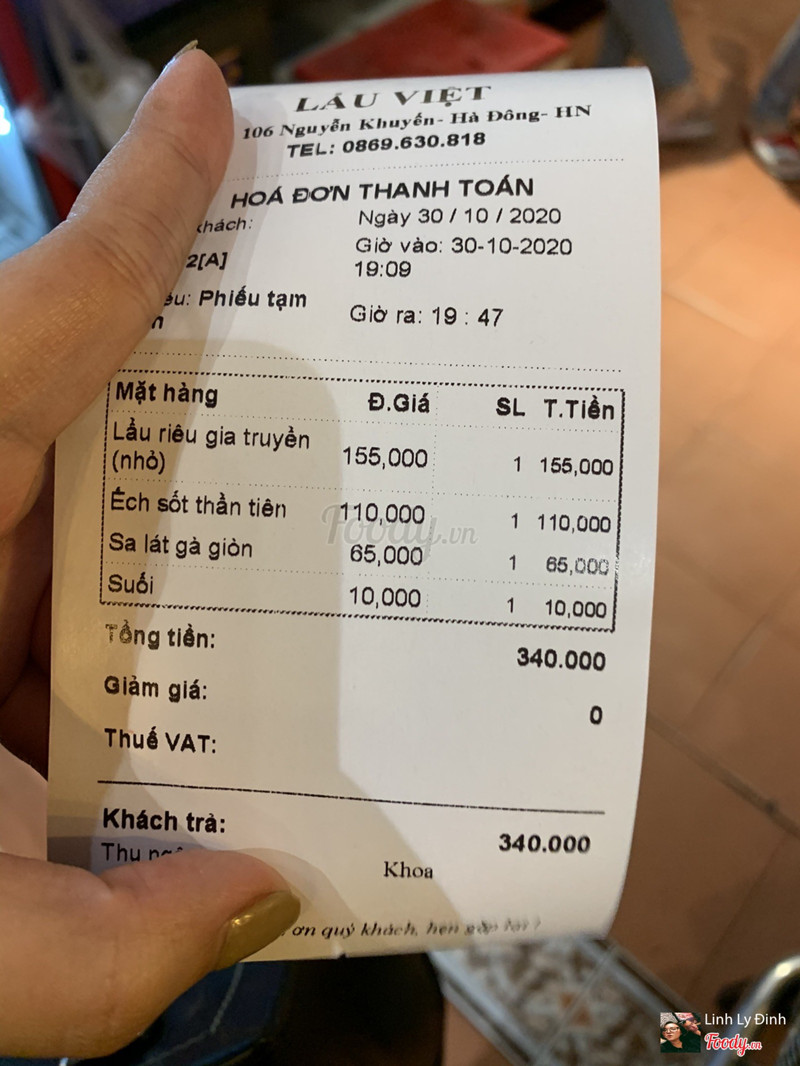 LẨU VIỆT
106 Nguyễn Khuyến- Hà Đông- HN
TEL: 0869.630.818
HOÁ ĐƠN THANH TOÁN
khách:
Ngày 30 / 10 / 2020
2[A]
Giờ vào: 30-10-2020
19:09
Phiếu tạm
Giờ ra: 19 : 47
Mặt hàng Đ.Giá SL T.Tiền
Lẩu riêu gia truyền
(nhỏ) 155,000 1 155,000
Ếch sốt thần tiên 110,000 1 110,000
Sa lát gà giòn 65,000 1 65,000
Suối 10,000 1 10,000
Tổng tiền: 340.000
Giảm giá: 0
Thuế VAT:
Khách trả: 340.000
Thu
Khoa
ơn quý khách, hẹn gặp lại !
Foody.vn
Linh Ly Đinh
Foody.vn